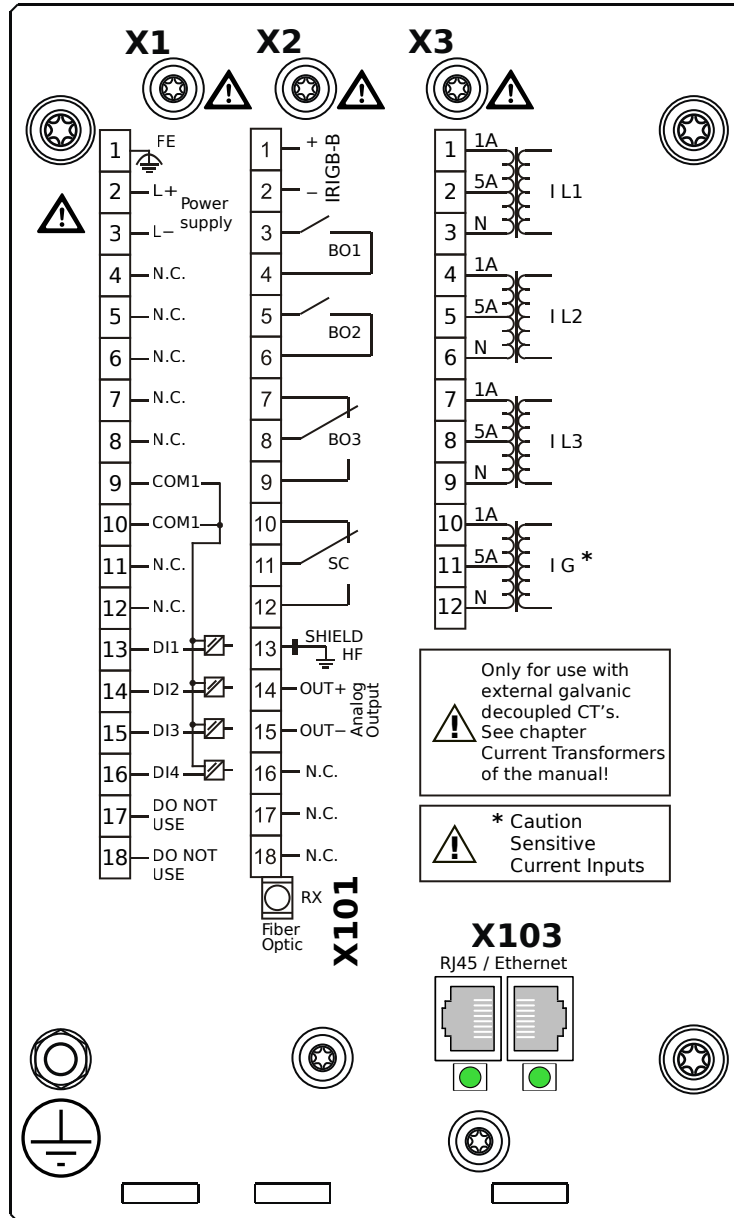 X1
X2
X3
1 FE
2 L+
3 L−
Power
supply
4 N.C.
5 N.C.
6 N.C.
7 N.C.
8 N.C.
9 COM1
10 COM1
11 N.C.
12 N.C.
13 DI1
14 DI2
15 DI3
16 DI4
17 DO NOT
USE
18 DO NOT
USE
1 +
2 −
IRIGB-B
3
BO1
4
5
BO2
6
7
8 BO3
9
10
11 SC
12
13 SHIELD
HF
14 OUT+
15 OUT−
Analog
Output
16 N.C.
17 N.C.
18 N.C.
RX
Fiber
Optic
X101
1 1A
2 5A I L1
3 N
4 1A
5 5A I L2
6 N
7 1A
8 5A I L3
9 N
10 1A
11 5A I G *
12 N
Only for use with
external galvanic
decoupled CT's.
See chapter
Current Transformers
of the manual!
* Caution
Sensitive
Current Inputs
X103
RJ45 / Ethernet